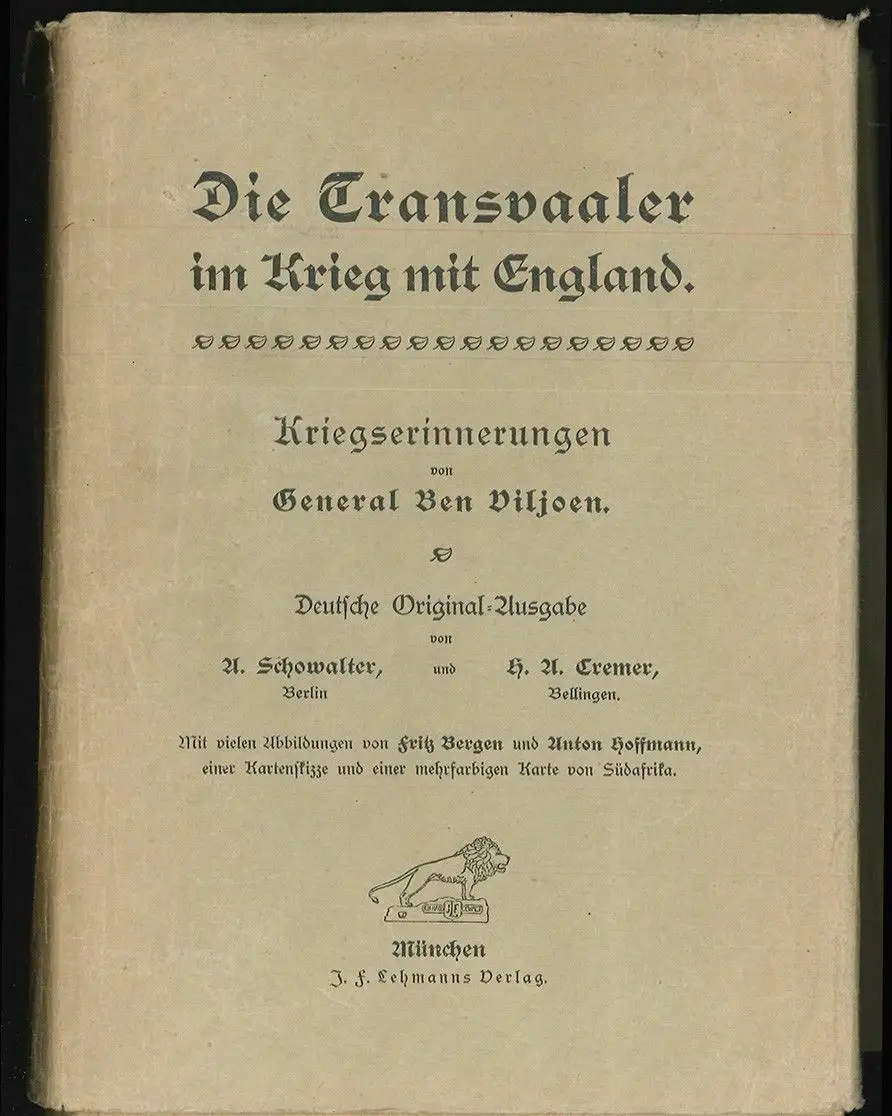 Die Transvaaler
im Krieg mit England.
Kriegserinnerungen
von
General Ben Viljoen.
Deutsche Original-Ausgabe
von
A. Schowalter, und H. A. Cremer,
Berlin Bellingen.
Mit vielen Abbildungen von Fritz Bergen und Anton Hoffmann,
einer Kartenskizze und einer mehrfarbigen Karte von Südafrika.
JFL
München
J. F. Lehmanns Verlag.